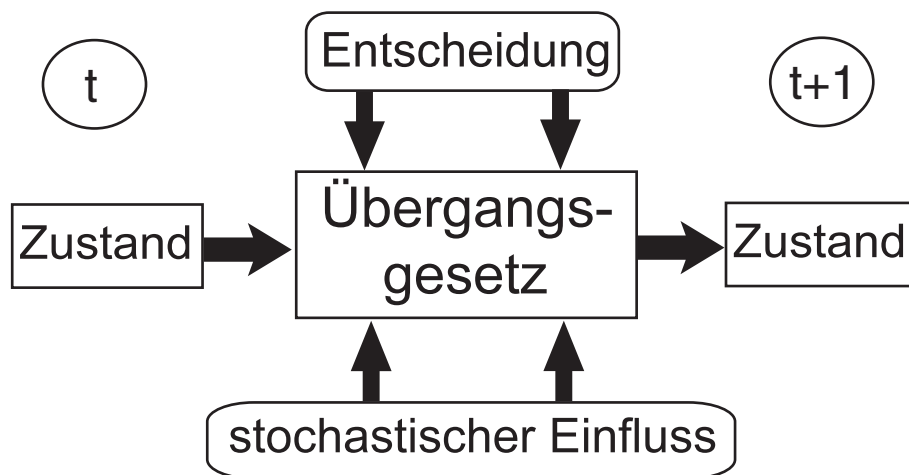 Entscheidung
t
t+1
Übergangs-
gesetz
Zustand
Zustand
stochastischer Einfluss